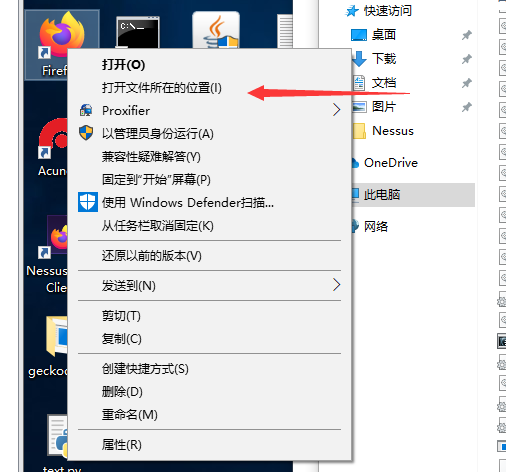 Firef
Acun
Nessus
Clien
gecko
text.py
打开(O)
打开文件所在的位置(I)
Proxifier
以管理员身份运行(A)
兼容性疑难解答(Y)
固定到"开始"屏幕(P)
使用 Windows Defender扫描...
从任务栏取消固定(K)
还原以前的版本(V)
发送到(N)
剪切(T)
复制(C)
创建快捷方式(S)
删除(D)
重命名(M)
属性(R)
快速访问
桌面
下载
文档
图片
Nessus
OneDrive
此电脑
网络